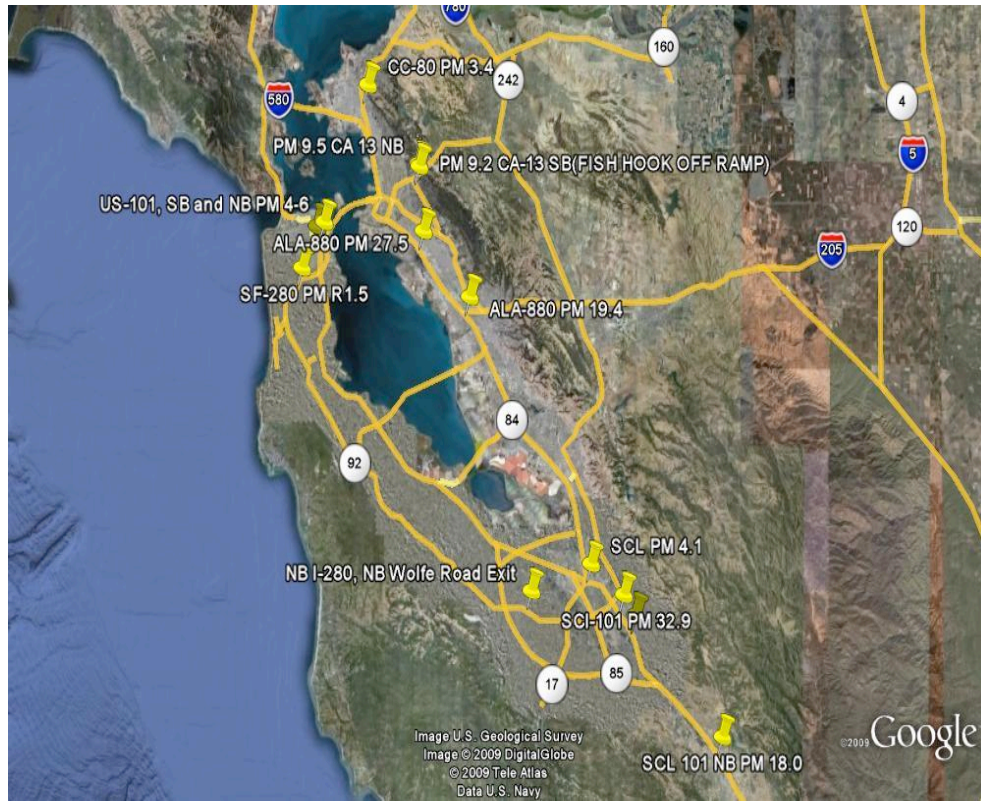 780
160
CC-80 PM 3.4
242
580
4
PM 9.5 CA 13 NB
5
PM 9.2 CA-13 SB(FISH HOOK OFF RAMP)
US-101, SB and NB PM 4-6
120
ALA-880 PM 27.5
205
SF-280 PM R1.5
ALA-880 PM 19.4
84
92
SCL PM 4.1
NB I-280, NB Wolfe Road Exit
SCI-101 PM 32.9
17
85
Image U.S. Geological Survey
Image © 2009 DigitalGlobe
© 2009 Tele Atlas
Data U.S. Navy
©2009 Google
SCL 101 NB PM 18.0